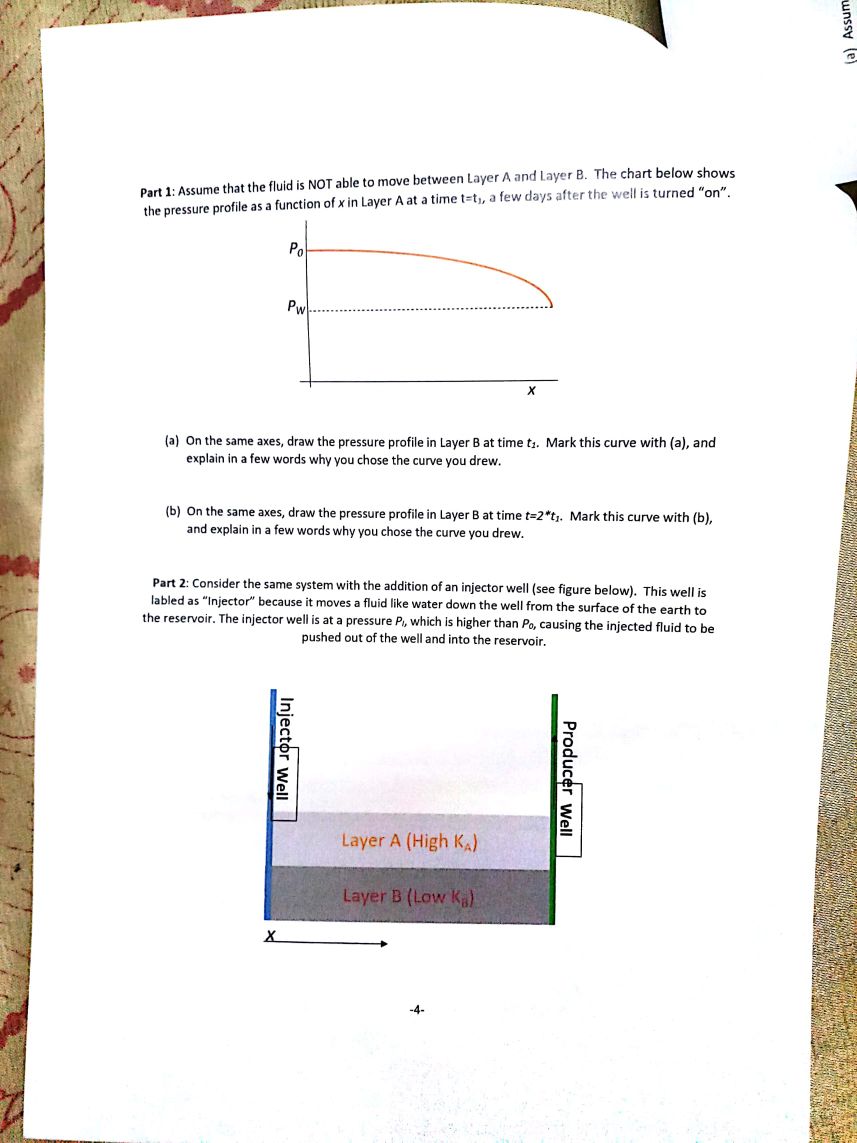 (a) Assum
Part 1: Assume that the fluid is NOT able to move between Layer A and Layer B. The chart below shows
the pressure profile as a function of x in Layer A at a time t=t₁, a few days after the well is turned “on”.
P₀
P_W
x
(a) On the same axes, draw the pressure profile in Layer B at time t₁. Mark this curve with (a), and
explain in a few words why you chose the curve you drew.
(b) On the same axes, draw the pressure profile in Layer B at time t=2*t₁. Mark this curve with (b),
and explain in a few words why you chose the curve you drew.
Part 2: Consider the same system with the addition of an injector well (see figure below). This well is
labled as “Injector” because it moves a fluid like water down the well from the surface of the earth to
the reservoir. The injector well is at a pressure Pᵢ, which is higher than P₀, causing the injected fluid to be
pushed out of the well and into the reservoir.
Injector Well
Producer Well
Layer A (High K_A)
Layer B (Low K_B)
X
-4-